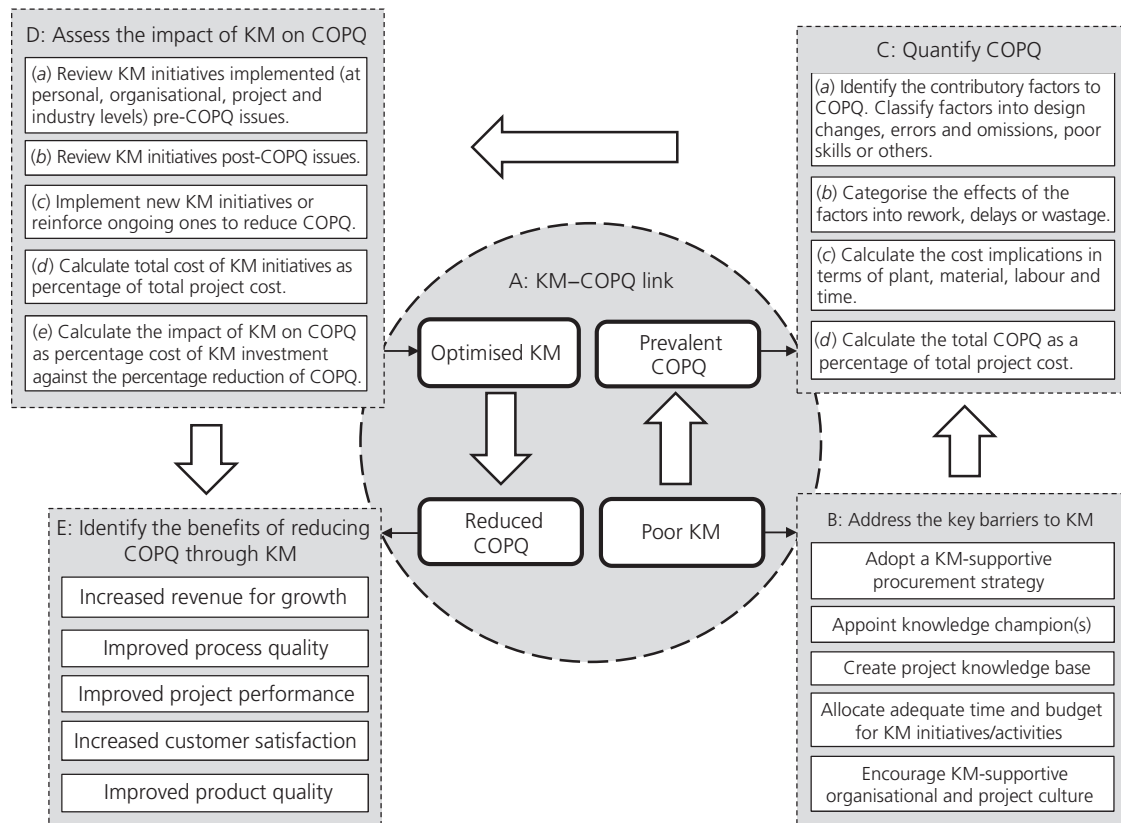 D: Assess the impact of KM on COPQ
(a) Review KM initiatives implemented (at
personal, organisational, project and
industry levels) pre-COPQ issues.
(b) Review KM initiatives post-COPQ issues.
(c) Implement new KM initiatives or
reinforce ongoing ones to reduce COPQ.
(d) Calculate total cost of KM initiatives as
percentage of total project cost.
(e) Calculate the impact of KM on COPQ
as percentage cost of KM investment
against the percentage reduction of COPQ.
C: Quantify COPQ
(a) Identify the contributory factors to
COPQ. Classify factors into design
changes, errors and omissions, poor
skills or others.
(b) Categorise the effects of the
factors into rework, delays or wastage.
(c) Calculate the cost implications in
terms of plant, material, labour and
time.
(d) Calculate the total COPQ as a
percentage of total project cost.
A: KM–COPQ link
Optimised KM
Prevalent
COPQ
Reduced
COPQ
Poor KM
E: Identify the benefits of reducing
COPQ through KM
Increased revenue for growth
Improved process quality
Improved project performance
Increased customer satisfaction
Improved product quality
B: Address the key barriers to KM
Adopt a KM-supportive
procurement strategy
Appoint knowledge champion(s)
Create project knowledge base
Allocate adequate time and budget
for KM initiatives/activities
Encourage KM-supportive
organisational and project culture